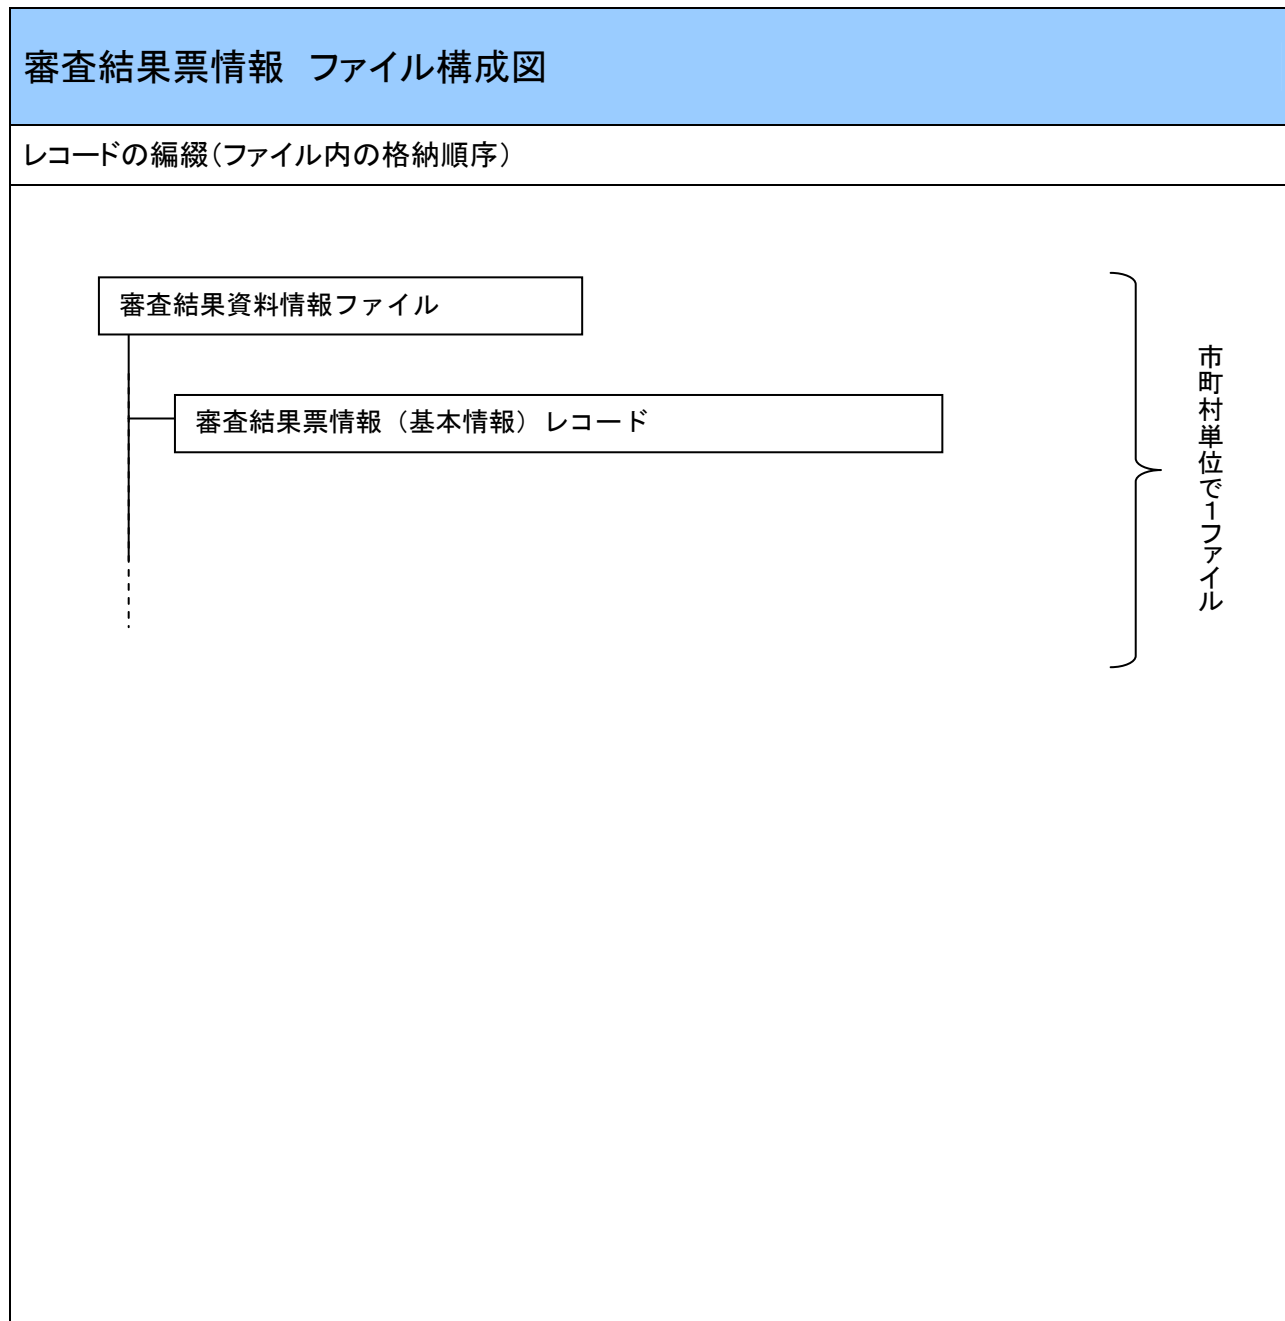 審査結果票情報　ファイル構成図
レコードの編綴（ファイル内の格納順序）
審査結果資料情報ファイル
審査結果票情報（基本情報）レコード
市町村単位で1ファイル